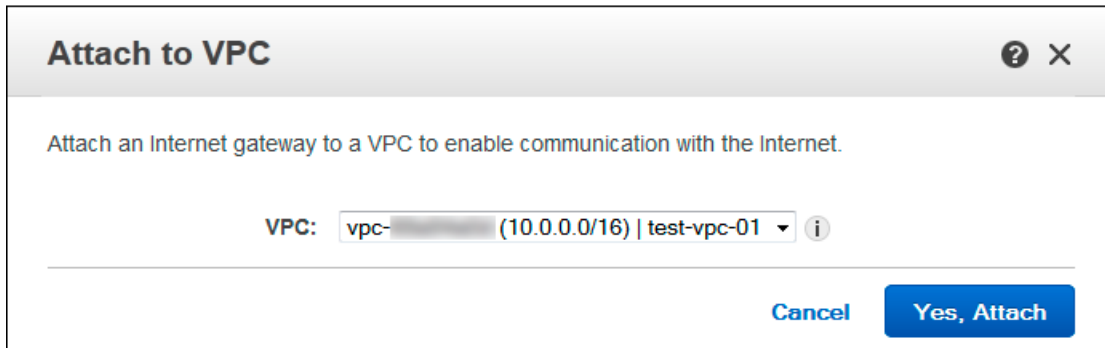 Attach to VPC
Attach an Internet gateway to a VPC to enable communication with the Internet.
VPC: vpc- (10.0.0.0/16) | test-vpc-01
Cancel Yes, Attach